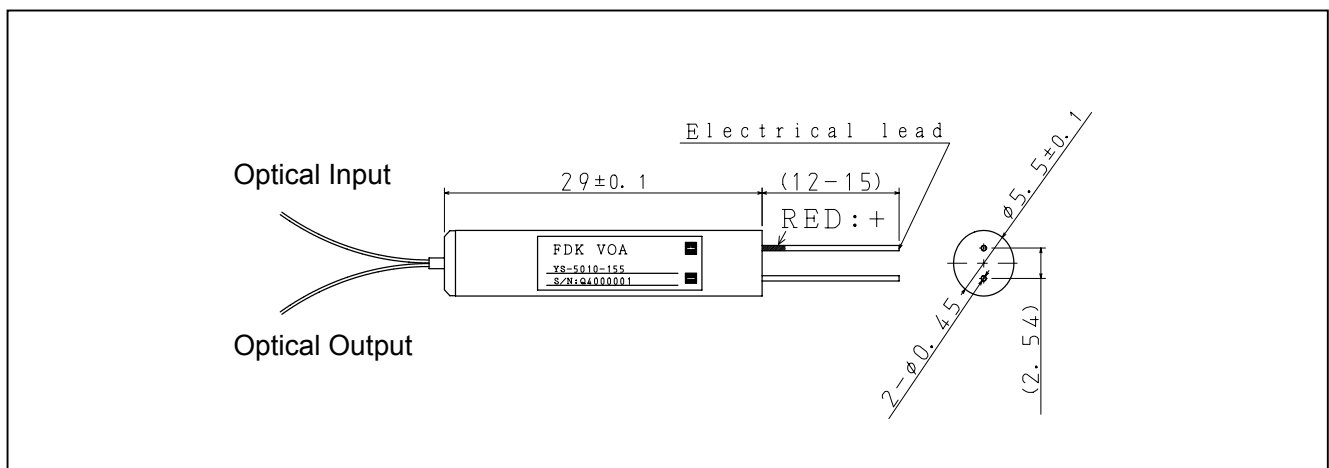 Electrical lead
Optical Input
29±0.1
(12-15)
RED:+
φ5.5±0.1
FDK VOA
YS-5010-155
S/N:Q4000001
Optical Output
2-φ0.45
(2.54)